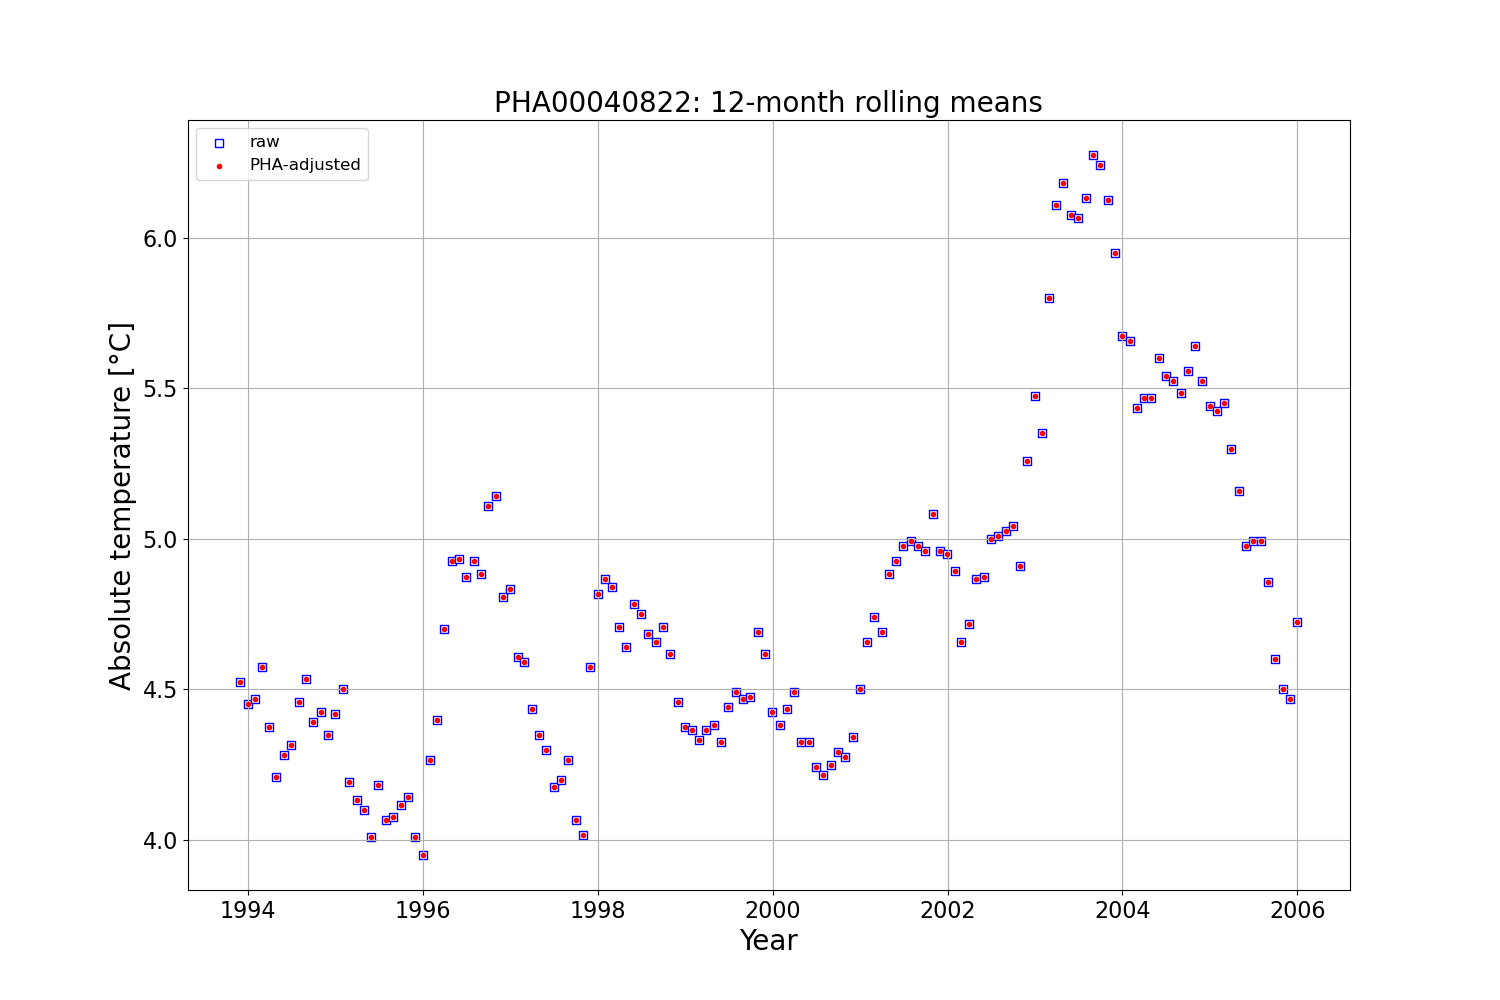 PHA00040822: 12-month rolling means
raw
PHA-adjusted
Absolute temperature [°C]
6.0
5.5
5.0
4.5
4.0
1994 1996 1998 2000 2002 2004 2006
Year